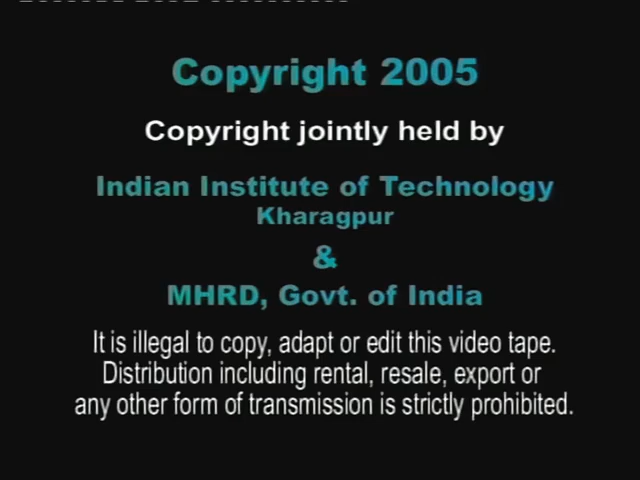 Copyright 2005
Copyright jointly held by
Indian Institute of Technology
Kharagpur
&
MHRD, Govt. of India
It is illegal to copy, adapt or edit this video tape.
Distribution including rental, resale, export or
any other form of transmission is strictly prohibited.